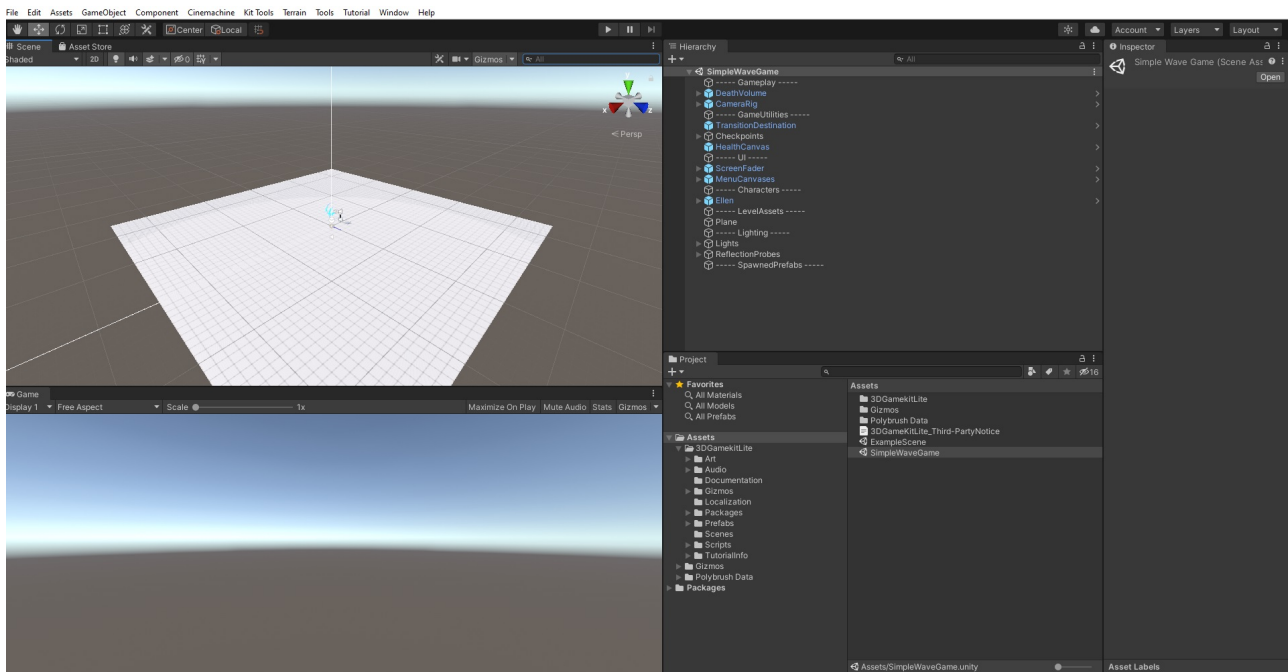 File Edit Assets GameObject Component Cinemachine Kit Tools Terrain Tools Tutorial Window Help
Center Local Account Layers Layout
Scene Asset Store
Shaded 2D Gizmos All
y
x z
Persp
Game
Display 1 Free Aspect Scale 1x Maximize On Play Mute Audio Stats Gizmos
Hierarchy
All
SimpleWaveGame
----- Gameplay -----
DeathVolume
CameraRig
----- GameUtilities -----
TransitionDestination
Checkpoints
HealthCanvas
----- UI -----
ScreenFader
MenuCanvases
----- Characters -----
Ellen
----- LevelAssets -----
Plane
----- Lighting -----
Lights
ReflectionProbes
----- SpawnedPrefabs -----
Project
16
Favorites
All Materials
All Models
All Prefabs
Assets
3DGamekitLite
Art
Audio
Documentation
Gizmos
Localization
Packages
Prefabs
Scenes
Scripts
TutorialInfo
Gizmos
Polybrush Data
Packages
Assets
3DGamekitLite
Gizmos
Polybrush Data
3DGameKitLite_Third-PartyNotice
ExampleScene
SimpleWaveGame
Assets/SimpleWaveGame.unity
Inspector
Simple Wave Game (Scene Ass
Open
Asset Labels